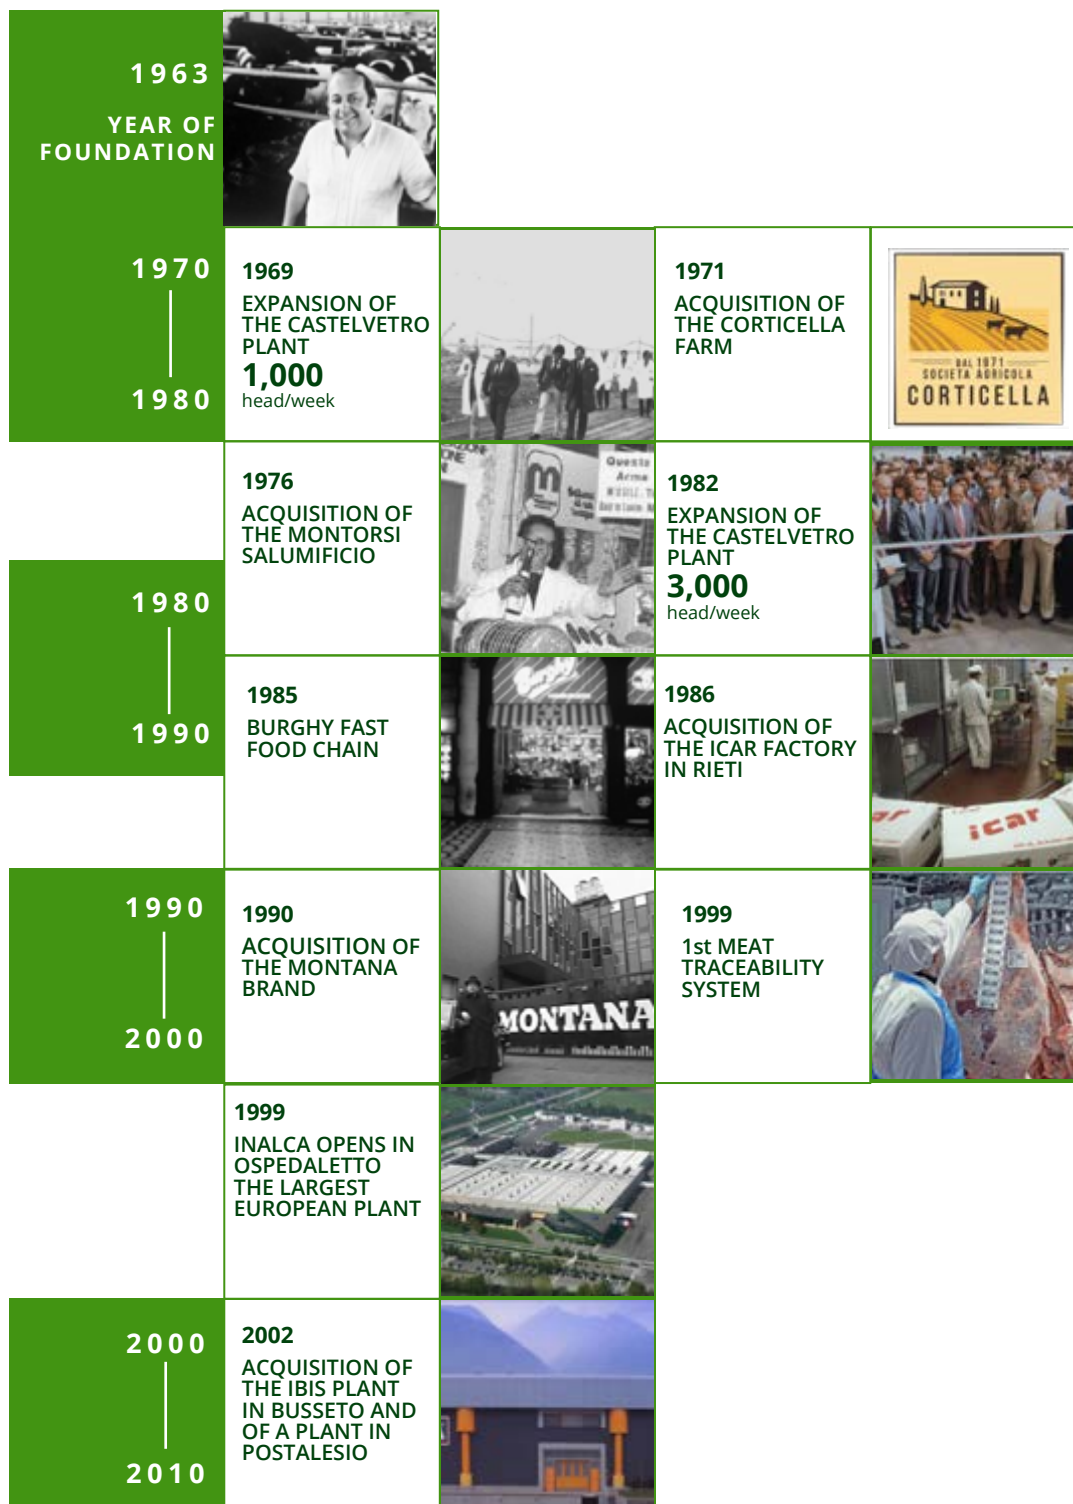 1963
YEAR OF
FOUNDATION
1970
1980
1969
EXPANSION OF
THE CASTELVETRO
PLANT
1,000
head/week
1971
ACQUISITION OF
THE CORTICELLA
FARM
DAL 1971
SOCIETÀ AGRICOLA
CORTICELLA
1976
ACQUISITION OF
THE MONTORSI
SALUMIFICIO
Questo
1982
EXPANSION OF
THE CASTELVETRO
PLANT
3,000
head/week
1980
1990
1985
BURGHY FAST
FOOD CHAIN
Burghy
1986
ACQUISITION OF
THE ICAR FACTORY
IN RIETI
ar
icar
1990
2000
1990
ACQUISITION OF
THE MONTANA
BRAND
MONTANA
1999
1st MEAT
TRACEABILITY
SYSTEM
1999
INALCA OPENS IN
OSPEDALETTO
THE LARGEST
EUROPEAN PLANT
2000
2010
2002
ACQUISITION OF
THE IBIS PLANT
IN BUSSETO AND
OF A PLANT IN
POSTALESIO